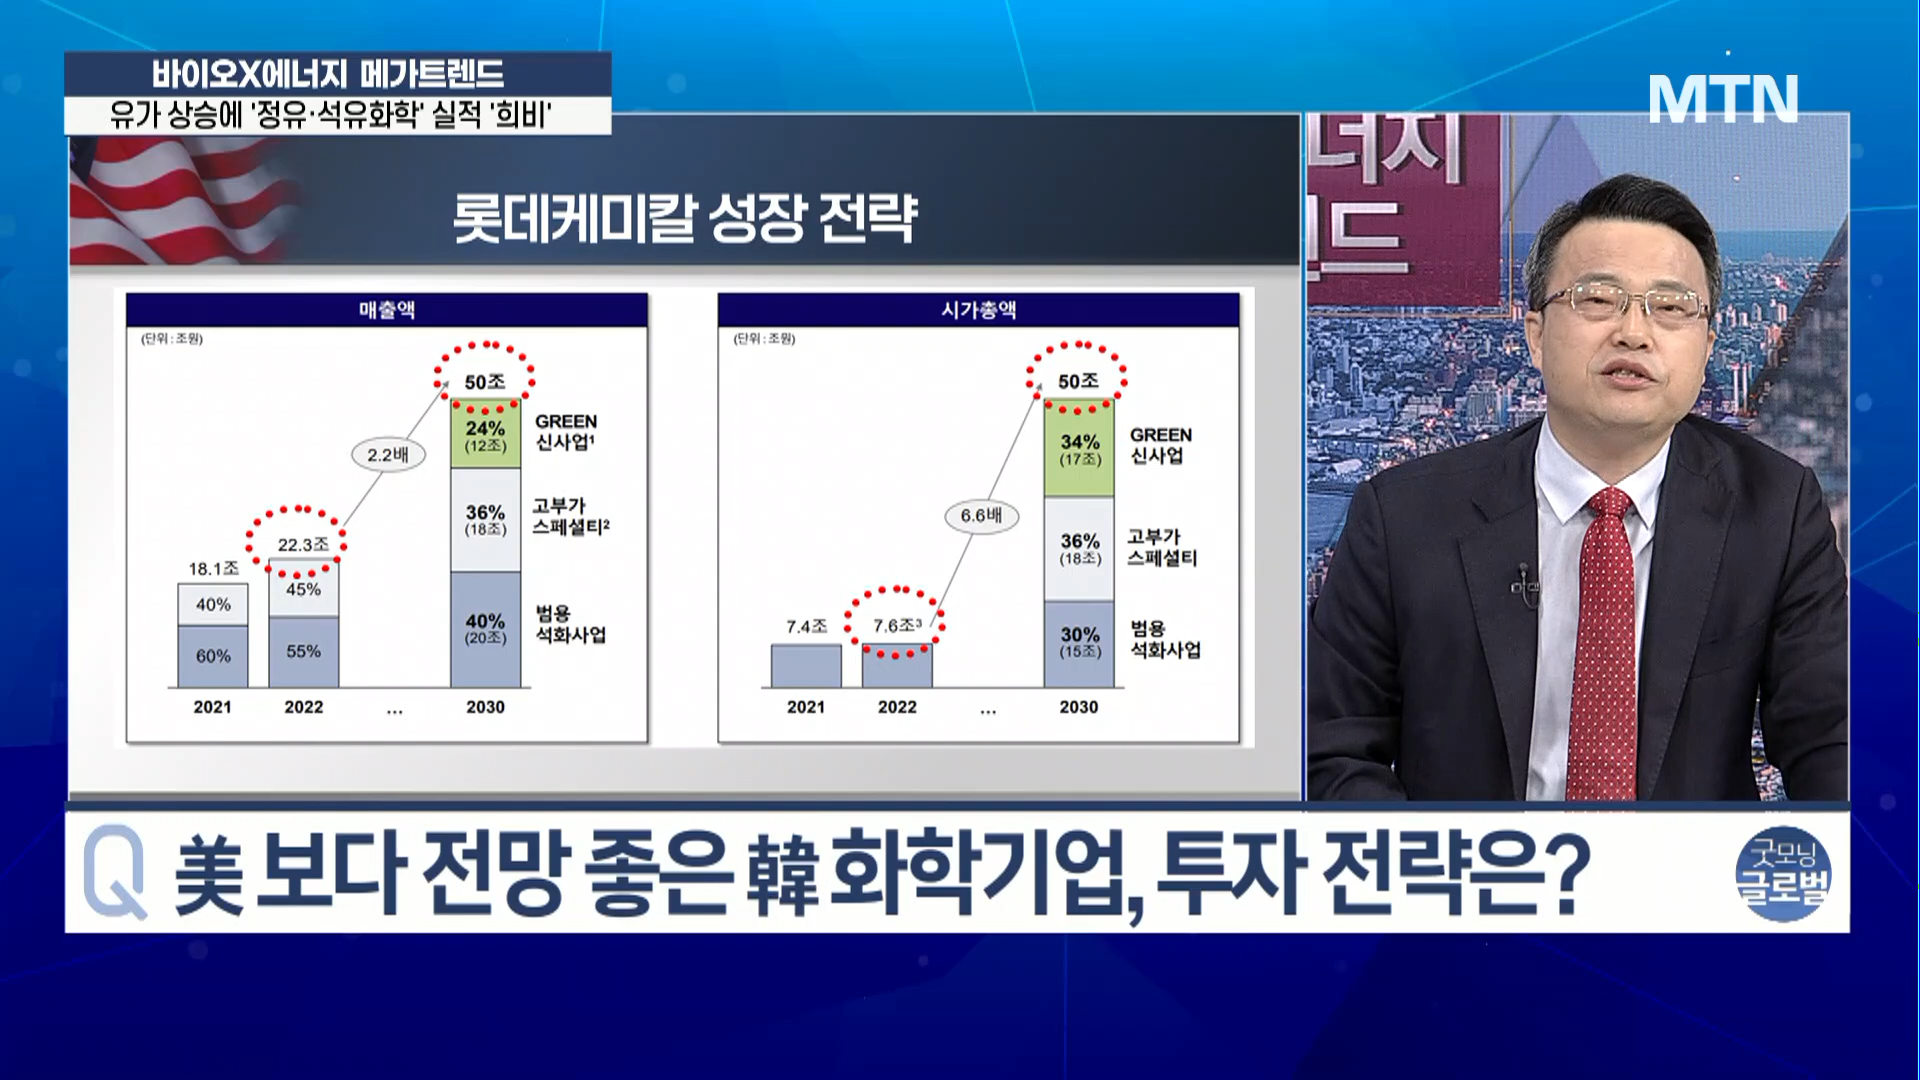 바이오X에너지 메가트렌드
유가 상승에 '정유·석유화학' 실적 '희비'
MTN
너지
드
롯데케미칼 성장 전략
매출액
(단위 : 조원)
50조
24%
(12조)
GREEN
신사업¹
2.2배
36%
(18조)
고부가
스페셜티²
22.3조
18.1조
45%
40%
40%
(20조)
범용
석화사업
60%
55%
2021
2022
...
2030
시가총액
(단위 : 조원)
50조
34%
(17조)
GREEN
신사업
6.6배
36%
(18조)
고부가
스페셜티
7.4조
7.6조³
30%
(15조)
범용
석화사업
2021
2022
...
2030
Q 美 보다 전망 좋은 韓 화학기업, 투자 전략은?
굿모닝
글로벌